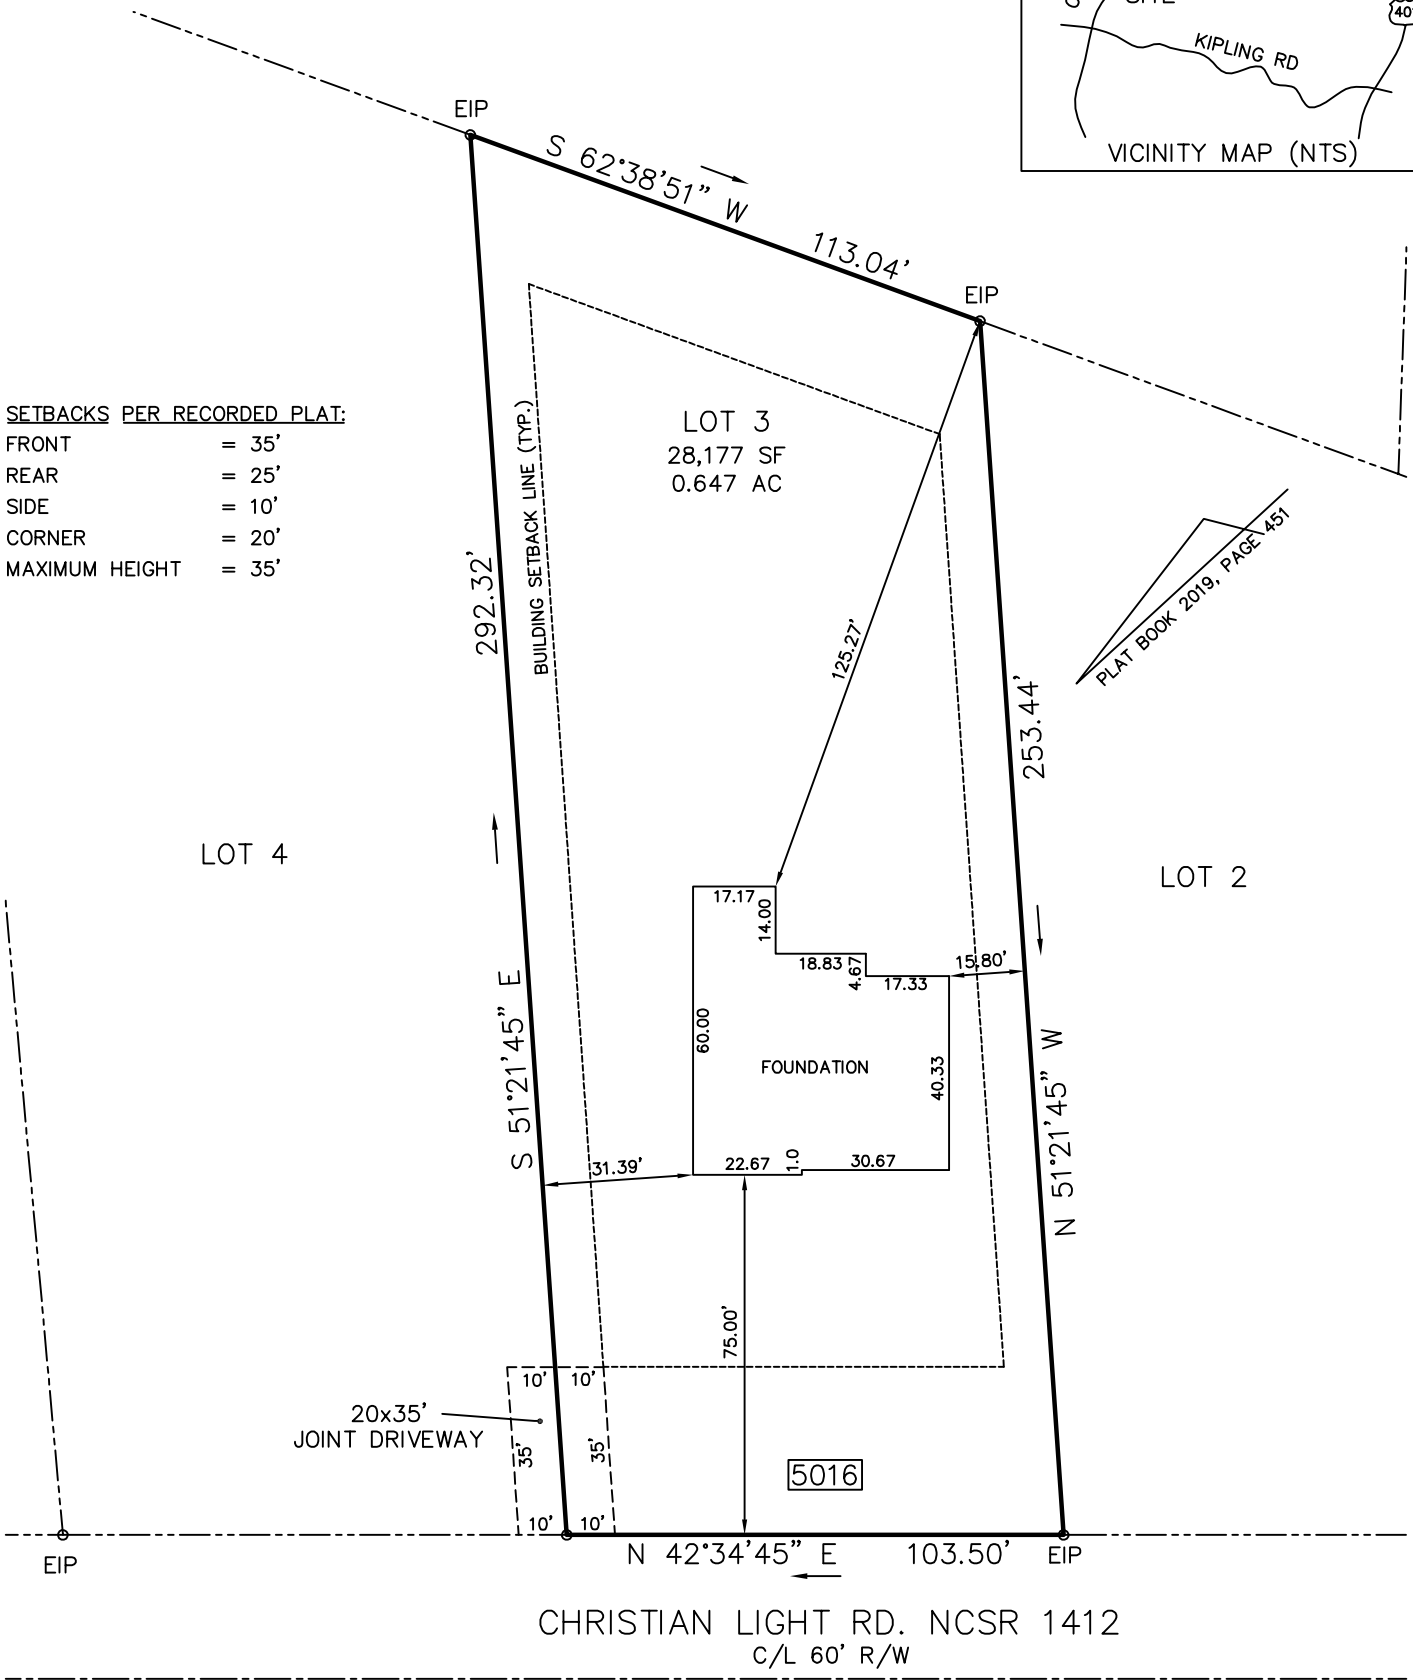 KIPLING RD
VICINITY MAP (NTS)
EIP
S 62°38'51" W
113.04'
EIP
SETBACKS PER RECORDED PLAT:
FRONT = 35'
REAR = 25'
SIDE = 10'
CORNER = 20'
MAXIMUM HEIGHT = 35'
LOT 3
28,177 SF
0.647 AC
BUILDING SETBACK LINE (TYP.)
292.32'
PLAT BOOK 2019, PAGE 451
125.27'
253.44'
LOT 4
LOT 2
17.17
14.00
18.83
4.67
17.33
15.80'
S 51°21'45" E
60.00
FOUNDATION
40.33
N 51°21'45" W
31.39'
22.67
1.0
30.67
75.00'
10' 10'
20x35'
JOINT DRIVEWAY
35'
35'
5016
10' 10'
EIP
N 42°34'45" E
103.50'
EIP
CHRISTIAN LIGHT RD. NCSR 1412
C/L 60' R/W